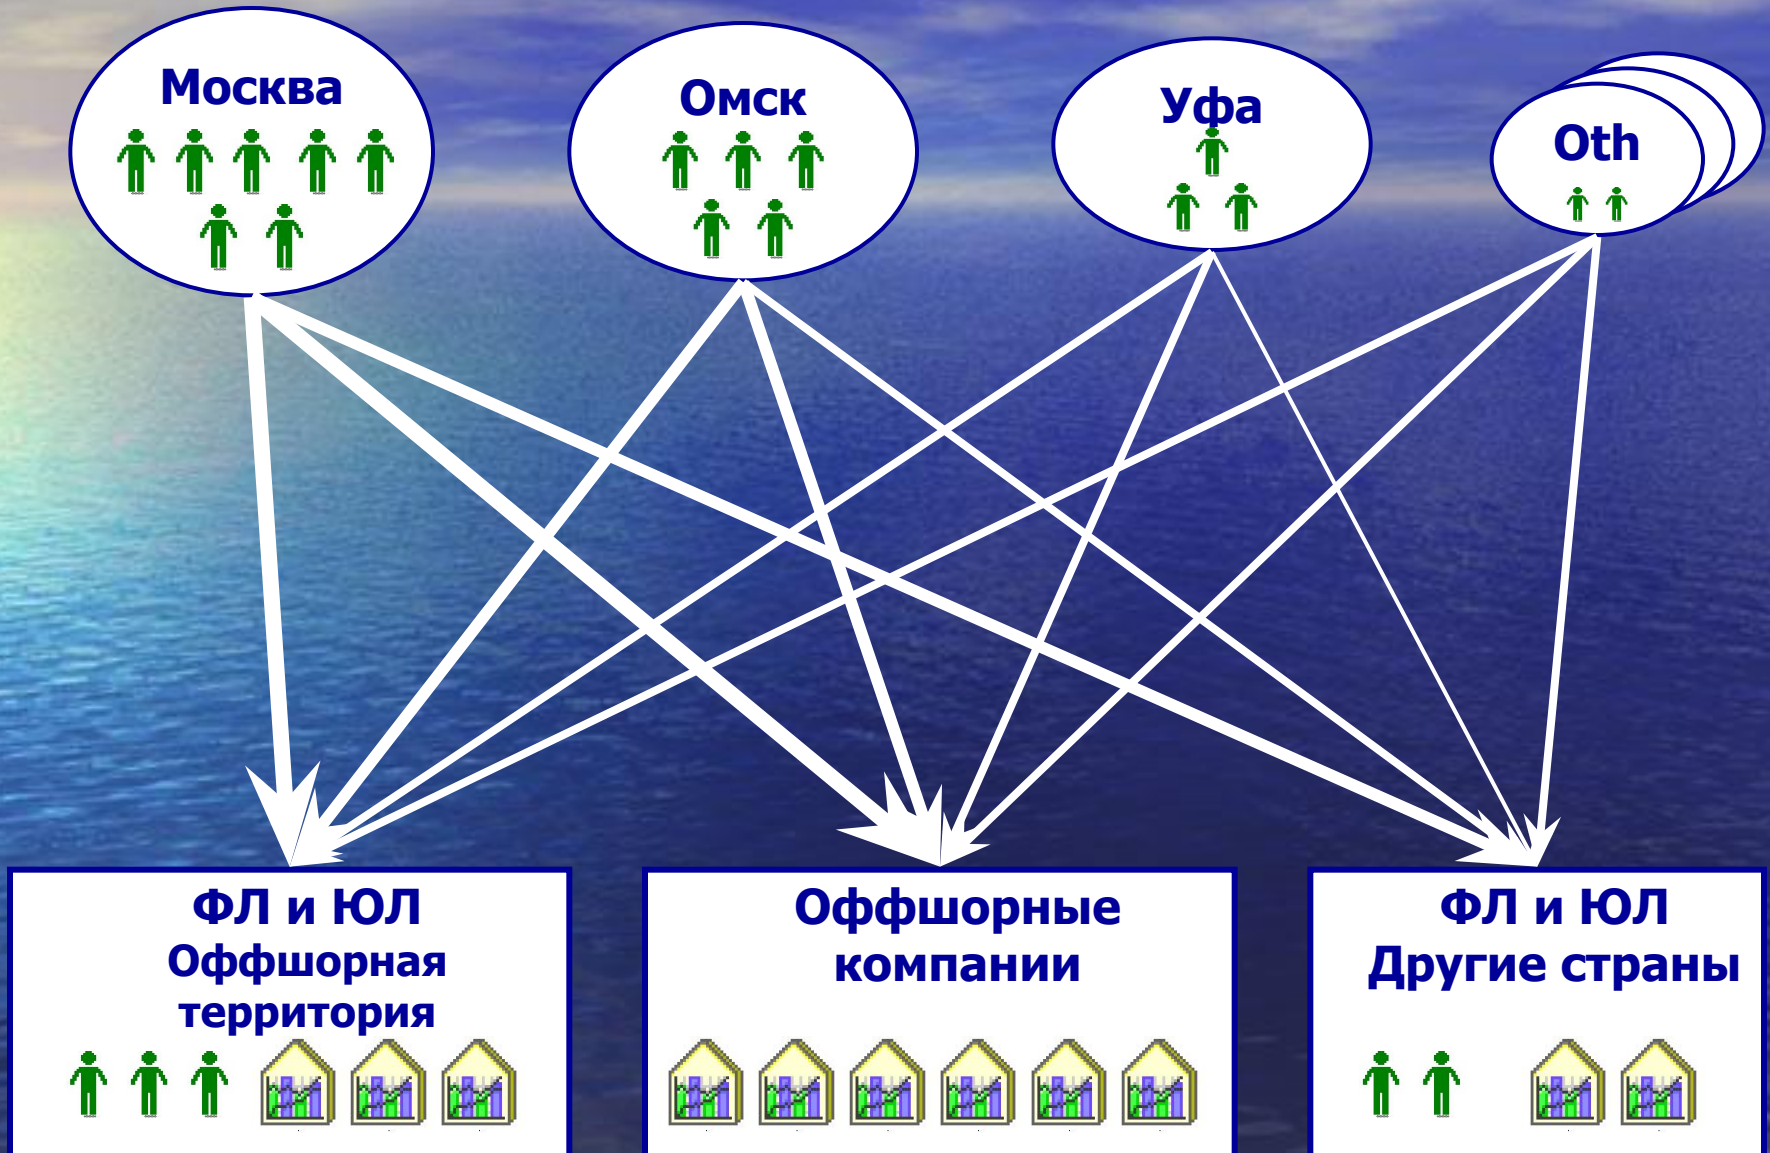 Москва
Омск
Уфа
Oth
ФЛ и ЮЛ
Оффшорная
территория
Оффшорные
компании
ФЛ и ЮЛ
Другие страны